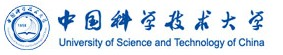 中国科学技术大学
University of Science and Technology of China